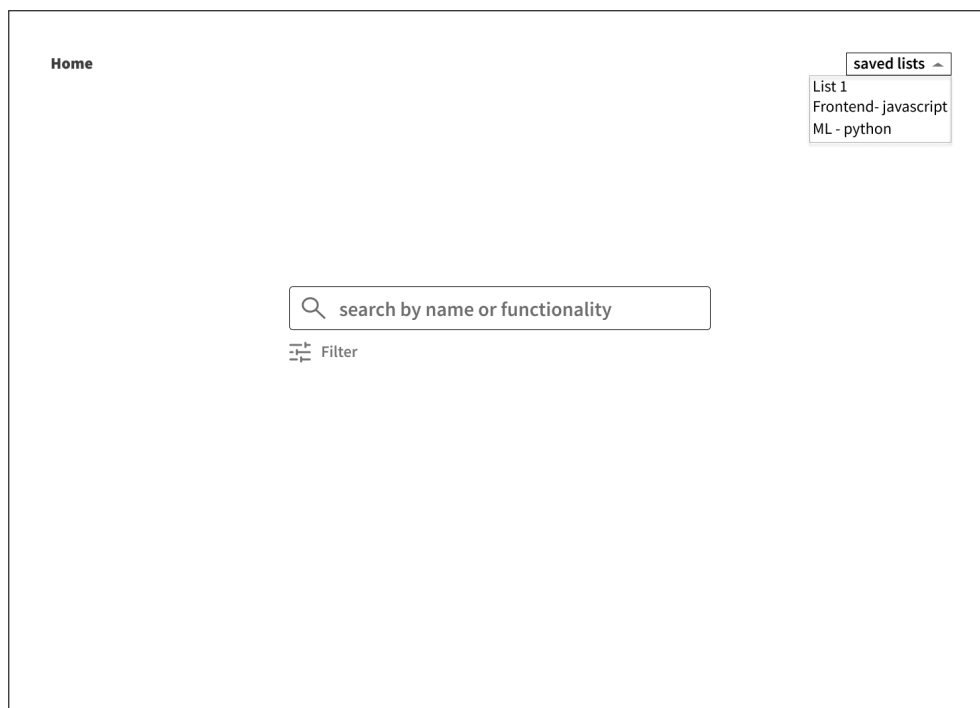 Home
saved lists
List 1
Frontend- javascript
ML - python
search by name or functionality
Filter